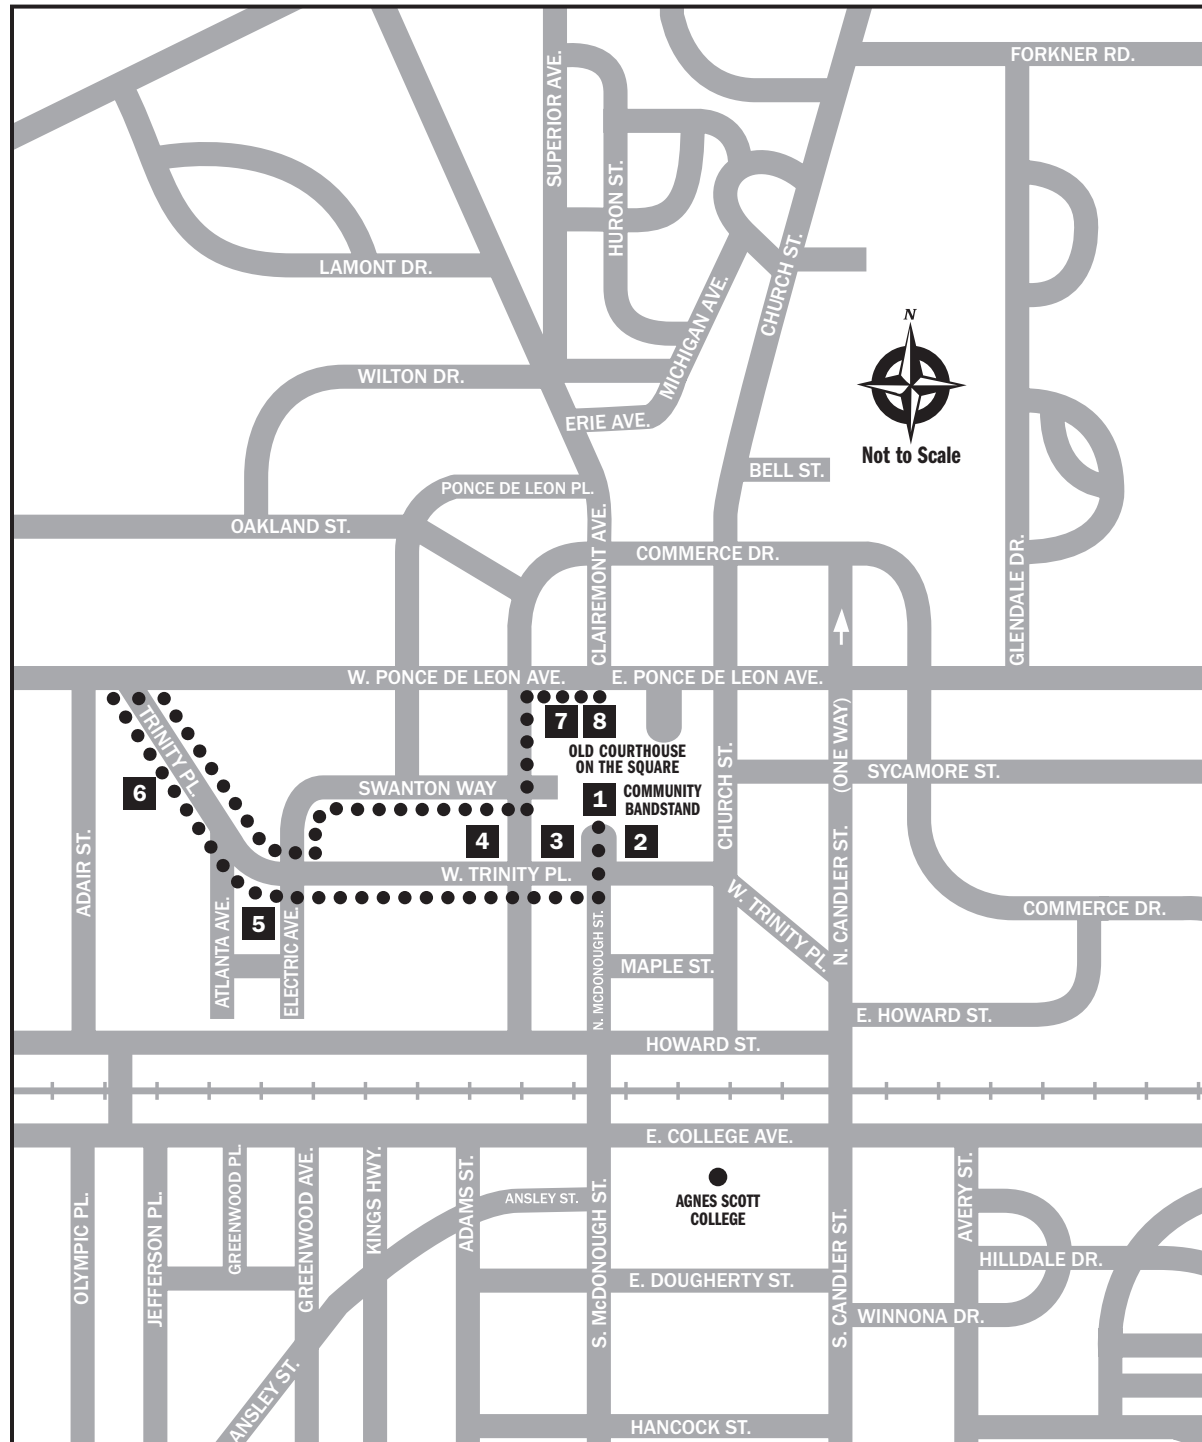 FORKNER RD.
SUPERIOR AVE.
HURON ST.
LAMONT DR.
CHURCH ST.
MICHIGAN AVE.
N
WILTON DR.
ERIE AVE.
Not to Scale
BELL ST.
PONCE DE LEON PL.
OAKLAND ST.
CLAIREMONT AVE.
COMMERCE DR.
GLENDALE DR.
W. PONCE DE LEON AVE.
E. PONCE DE LEON AVE.
TRINITY PL.
7
8
OLD COURTHOUSE
ON THE SQUARE
CHURCH ST.
(ONE WAY)
SYCAMORE ST.
6
SWANTON WAY
1
COMMUNITY
BANDSTAND
ADAIR ST.
4
3
2
W. TRINITY PL.
W. TRINITY PL.
N. CANDLER ST.
COMMERCE DR.
5
ATLANTA AVE.
ELECTRIC AVE.
N. MCDONOUGH ST.
MAPLE ST.
E. HOWARD ST.
HOWARD ST.
E. COLLEGE AVE.
OLYMPIC PL.
JEFFERSON PL.
GREENWOOD PL.
GREENWOOD AVE.
KINGS HWY.
ADAMS ST.
ANSLEY ST.
S. McDONOUGH ST.
AGNES SCOTT
COLLEGE
S. CANDLER ST.
AVERY ST.
HILLDALE DR.
E. DOUGHERTY ST.
WINNONA DR.
ANSLEY ST.
HANCOCK ST.